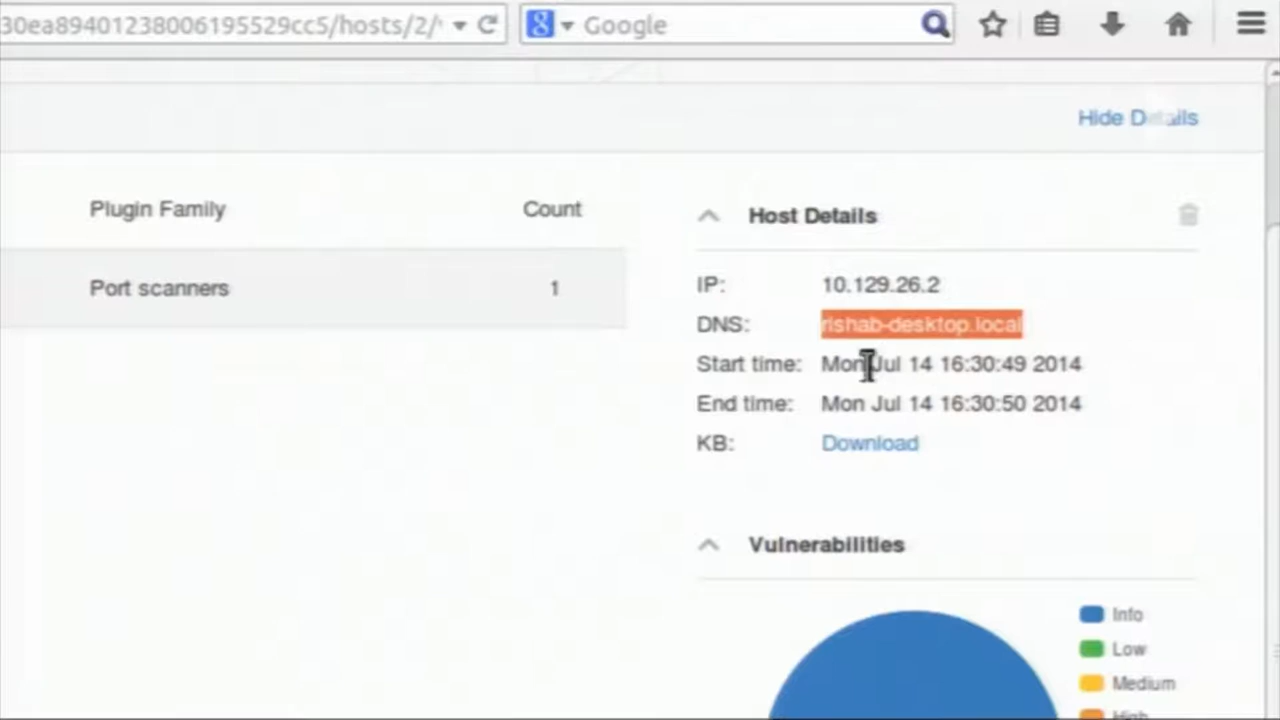 30ea89401238006195529cc5/hosts/2/
Google
Hide Details
Plugin Family Count
Port scanners 1
Host Details
IP: 10.129.26.2
DNS: rishab-desktop.local
Start time: Mon Jul 14 16:30:49 2014
End time: Mon Jul 14 16:30:50 2014
KB: Download
Vulnerabilities
Info
Low
Medium
High